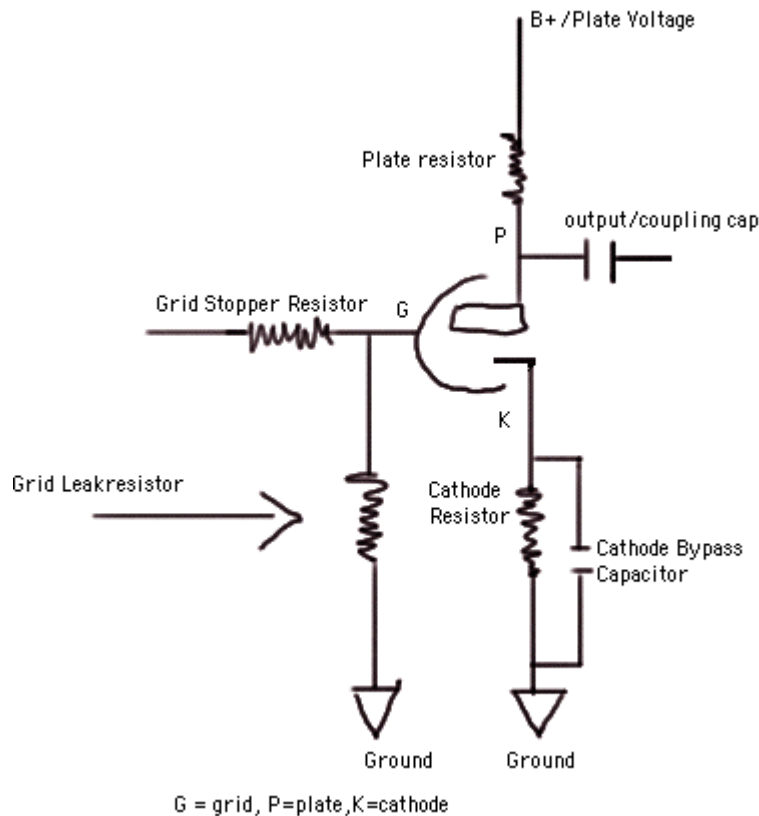 B+/Plate Voltage
Plate resistor
P
output/coupling cap
Grid Stopper Resistor
G
K
Grid Leakresistor
Cathode
Resistor
Cathode Bypass
Capacitor
Ground
Ground
G = grid, P=plate,K=cathode